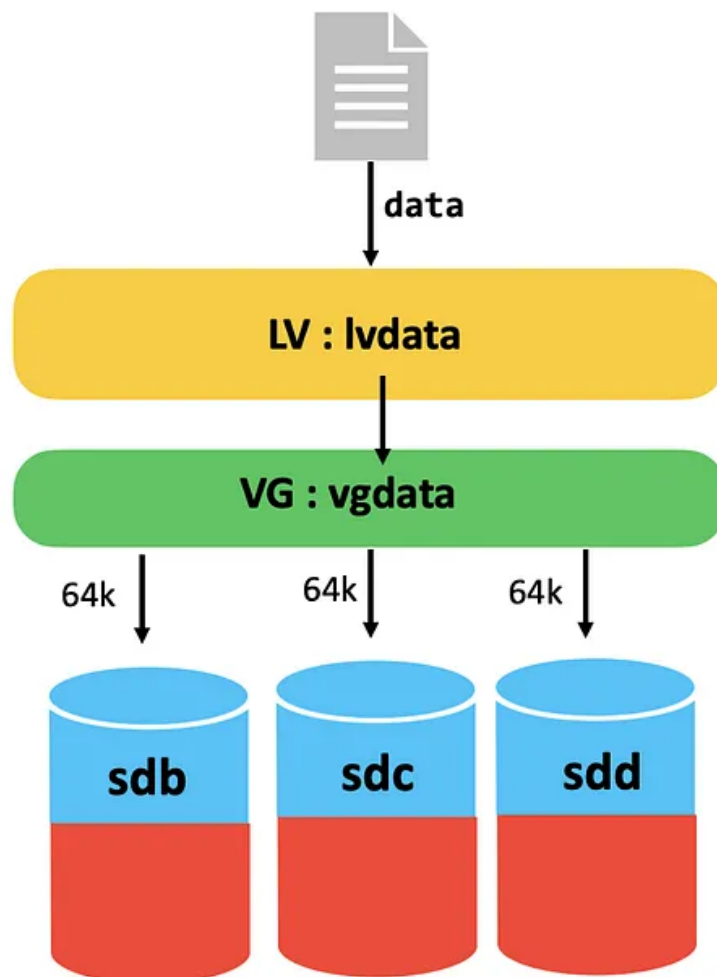 data
LV : lvdata
VG : vgdata
64k
64k
64k
sdb
sdc
sdd